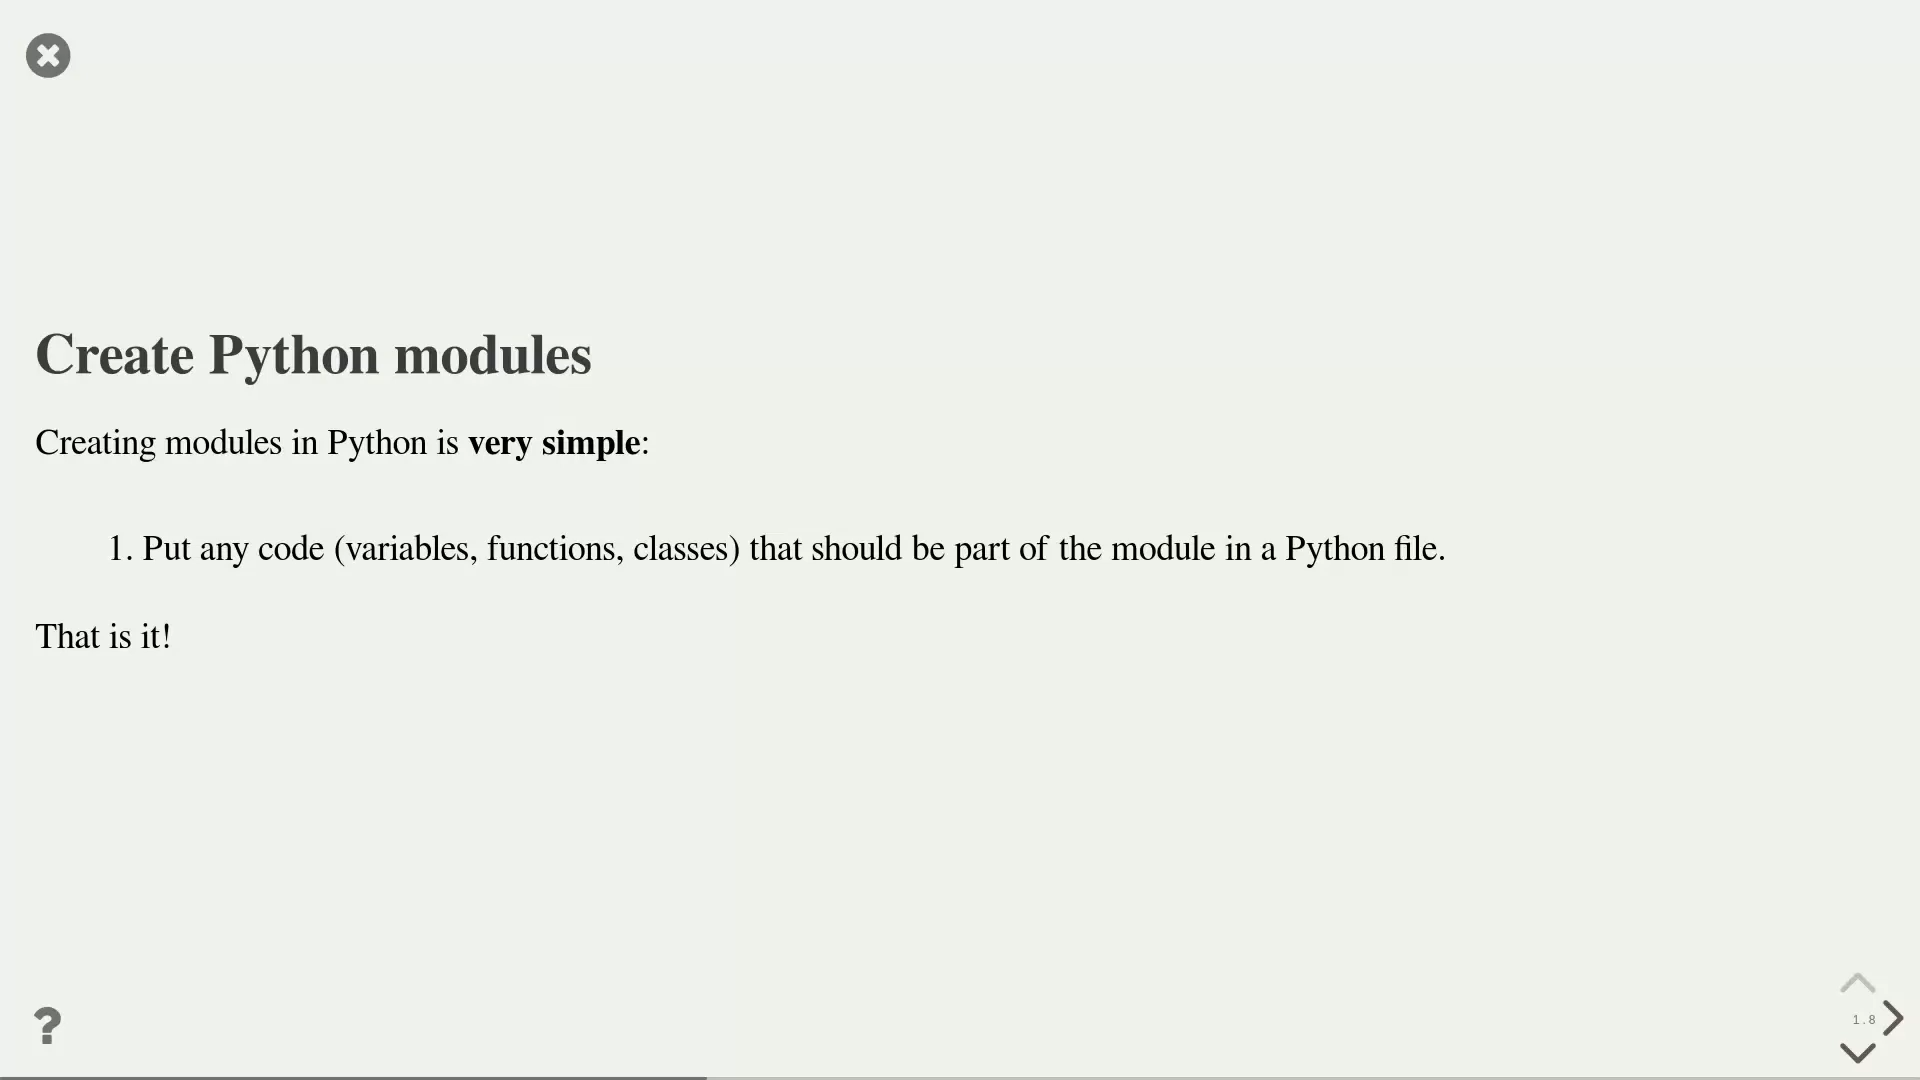 Create Python modules
Creating modules in Python is very simple:
1. Put any code (variables, functions, classes) that should be part of the module in a Python file.
That is it!
?
1.8